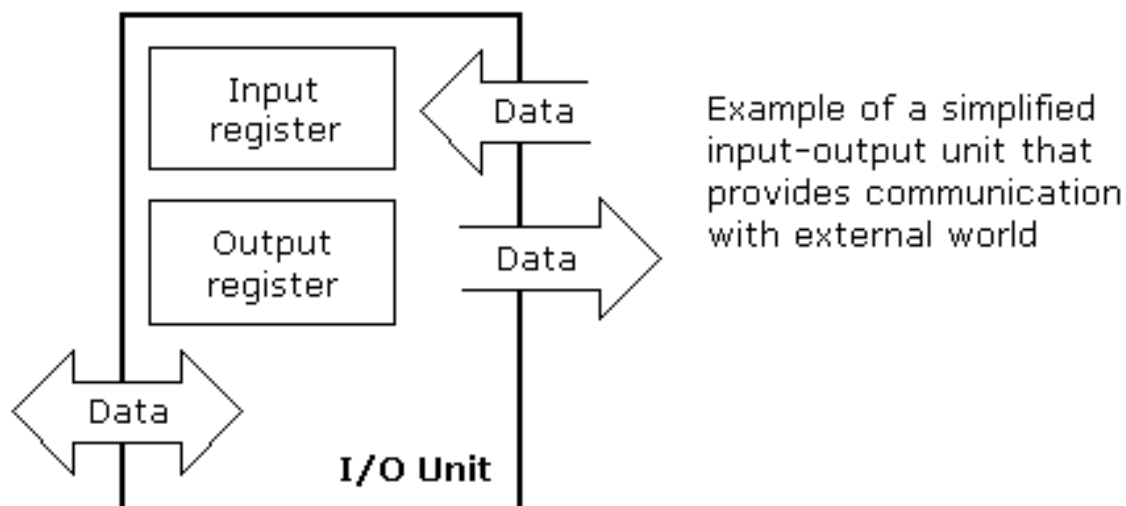 Input
register
Data
Example of a simplified
input-output unit that
provides communication
with external world
Output
register
Data
Data
I/O Unit